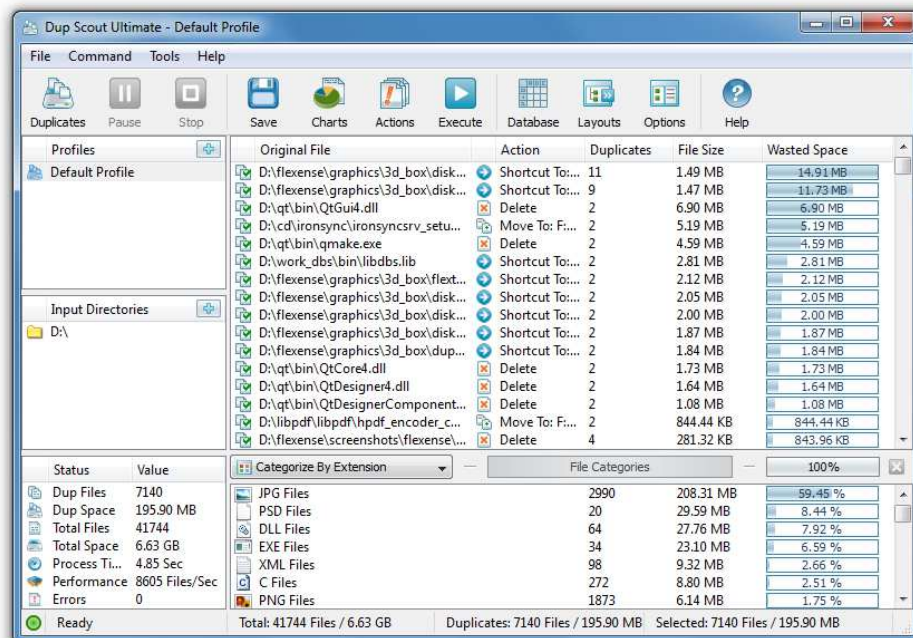 Dup Scout Ultimate - Default Profile
File Command Tools Help
Duplicates Pause Stop Save Charts Actions Execute Database Layouts Options Help
Profiles
Default Profile
Input Directories
D:\
Original File Action Duplicates File Size Wasted Space
D:\flexense\graphics\3d_box\disk... Shortcut To:... 11 1.49 MB 14.91 MB
D:\flexense\graphics\3d_box\disk... Shortcut To:... 9 1.47 MB 11.73 MB
D:\qt\bin\QtGui4.dll Delete 2 6.90 MB 6.90 MB
D:\cd\ironsync\ironsyncsrv_setu... Move To: F:... 2 5.19 MB 5.19 MB
D:\qt\bin\qmake.exe Delete 2 4.59 MB 4.59 MB
D:\work_dbs\bin\libdbs.lib Shortcut To:... 2 2.81 MB 2.81 MB
D:\flexense\graphics\3d_box\flext... Shortcut To:... 2 2.12 MB 2.12 MB
D:\flexense\graphics\3d_box\disk... Shortcut To:... 2 2.05 MB 2.05 MB
D:\flexense\graphics\3d_box\disk... Shortcut To:... 2 2.00 MB 2.00 MB
D:\flexense\graphics\3d_box\disk... Shortcut To:... 2 1.87 MB 1.87 MB
D:\flexense\graphics\3d_box\dup... Shortcut To:... 2 1.84 MB 1.84 MB
D:\qt\bin\QtCore4.dll Delete 2 1.73 MB 1.73 MB
D:\qt\bin\QtDesigner4.dll Delete 2 1.64 MB 1.64 MB
D:\qt\bin\QtDesignerComponent... Delete 2 1.08 MB 1.08 MB
D:\libpdf\libpdf\hpdf_encoder_c... Move To: F:... 2 844.44 KB 844.44 KB
D:\flexense\screenshots\flexense\... Delete 4 281.32 KB 843.96 KB
Status Value
Dup Files 7140
Dup Space 195.90 MB
Total Files 41744
Total Space 6.63 GB
Process Ti... 4.85 Sec
Performance 8605 Files/Sec
Errors 0
Categorize By Extension File Categories 100%
JPG Files 2990 208.31 MB 59.45 %
PSD Files 20 29.59 MB 8.44 %
DLL Files 64 27.76 MB 7.92 %
EXE Files 34 23.10 MB 6.59 %
XML Files 98 9.32 MB 2.66 %
C Files 272 8.80 MB 2.51 %
PNG Files 1873 6.14 MB 1.75 %
Ready Total: 41744 Files / 6.63 GB Duplicates: 7140 Files / 195.90 MB Selected: 7140 Files / 195.90 MB